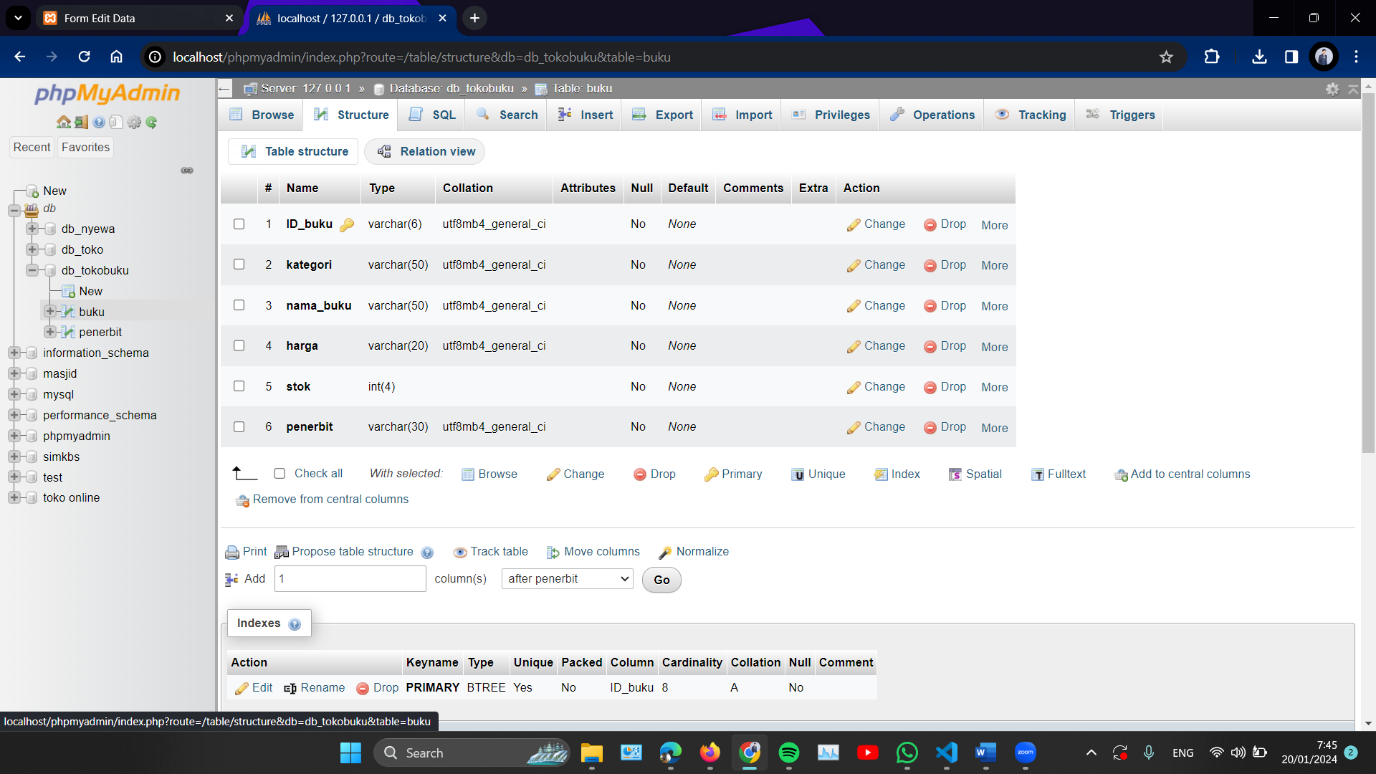 Form Edit Data
localhost / 127.0.0.1 / db_tokob
localhost/phpmyadmin/index.php?route=/table/structure&db=db_tokobuku&table=buku
phpMyAdmin
Recent Favorites
New
db
db_nyewa
db_toko
db_tokobuku
New
buku
penerbit
information_schema
masjid
mysql
performance_schema
phpmyadmin
simkbs
test
toko online
Server: 127.0.0.1 » Database: db_tokobuku » Table: buku
Browse Structure SQL Search Insert Export Import Privileges Operations Tracking Triggers
Table structure Relation view
# Name Type Collation Attributes Null Default Comments Extra Action
1 ID_buku varchar(6) utf8mb4_general_ci No None Change Drop More
2 kategori varchar(50) utf8mb4_general_ci No None Change Drop More
3 nama_buku varchar(50) utf8mb4_general_ci No None Change Drop More
4 harga varchar(20) utf8mb4_general_ci No None Change Drop More
5 stok int(4) No None Change Drop More
6 penerbit varchar(30) utf8mb4_general_ci No None Change Drop More
Check all With selected: Browse Change Drop Primary Unique Index Spatial Fulltext Add to central columns
Remove from central columns
Print Propose table structure Track table Move columns Normalize
Add 1 column(s) after penerbit Go
Indexes
Action Keyname Type Unique Packed Column Cardinality Collation Null Comment
Edit Rename Drop PRIMARY BTREE Yes No ID_buku 8 A No
localhost/phpmyadmin/index.php?route=/table/structure&db=db_tokobuku&table=buku
Search
zoom
ENG
7:45
20/01/2024
2